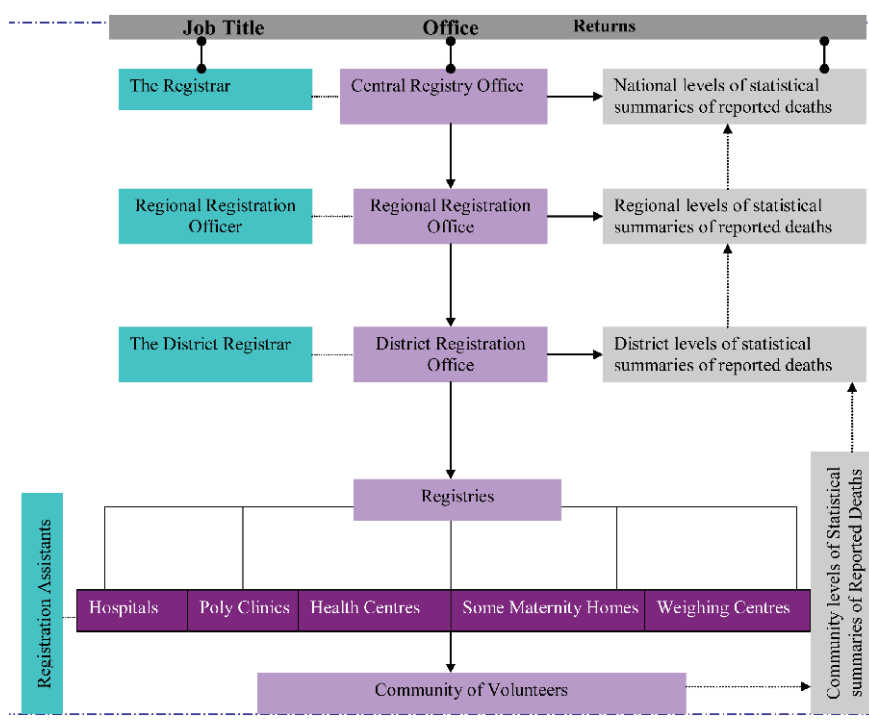 Job Title Office Returns
The Registrar
Central Registry Office
National levels of statistical
summaries of reported deaths
Regional Registration
Officer
Regional Registration
Office
Regional levels of statistical
summaries of reported deaths
The District Registrar
District Registration
Office
District levels of statistical
summaries of reported deaths
Registries
Registration Assistants
Hospitals
Poly Clinics
Health Centres
Some Maternity Homes
Weighing Centres
Community of Volunteers
Community levels of Statistical
summaries of Reported Deaths